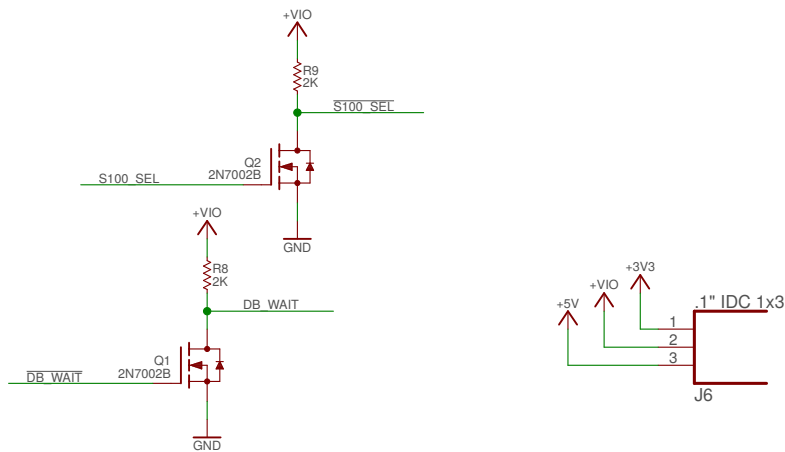 +VIO
R9
2K
S100_SEL
Q2
2N7002B
S100_SEL
GND
+VIO
R8
2K
DB_WAIT
Q1
2N7002B
DB_WAIT
GND
+3V3
+VIO
+5V
.1" IDC 1x3
1
2
3
J6